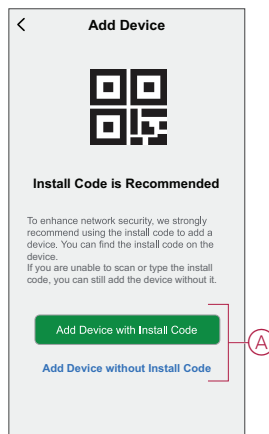 Add Device
Install Code is Recommended
To enhance network security, we strongly
recommend using the install code to add a
device. You can find the install code on the
device.
If you are unable to scan or type the install
code, you can still add the device without it.
Add Device with Install Code
A
Add Device without Install Code